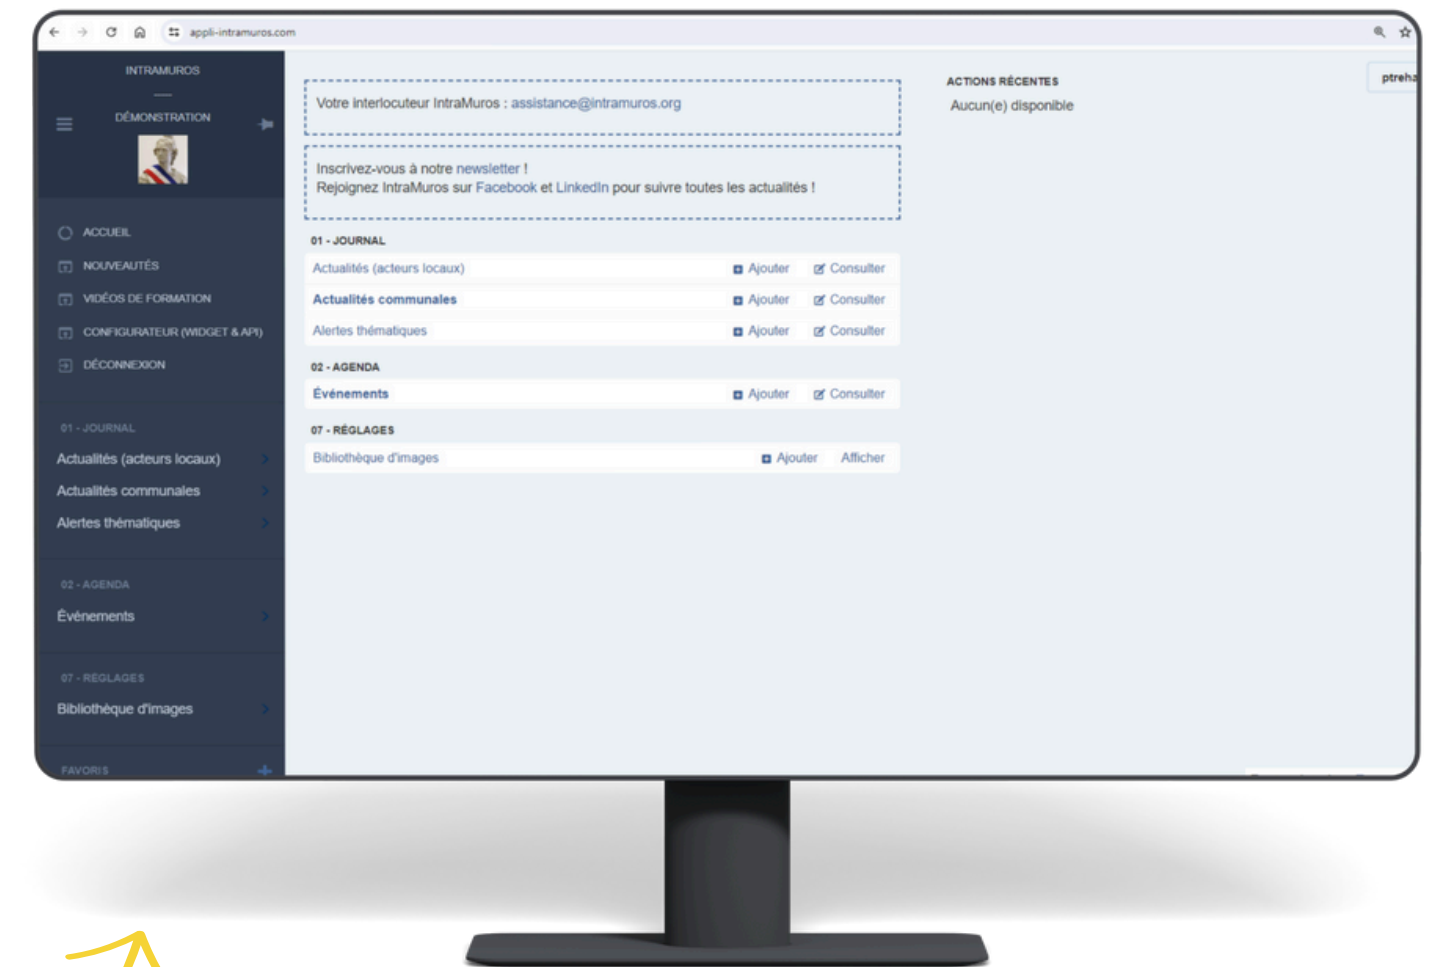 appli-intramuros.com
INTRAMUROS
DÉMONSTRATION
ACCUEIL
NOUVEAUTÉS
VIDÉOS DE FORMATION
CONFIGURATEUR (WIDGET & API)
DÉCONNEXION
01 - JOURNAL
Actualités (acteurs locaux)
Actualités communales
Alertes thématiques
02 - AGENDA
Événements
07 - RÉGLAGES
Bibliothèque d'images
FAVORIS
Votre interlocuteur IntraMuros : assistance@intramuros.org
Inscrivez-vous à notre newsletter !
Rejoignez IntraMuros sur Facebook et LinkedIn pour suivre toutes les actualités !
01 - JOURNAL
Actualités (acteurs locaux) Ajouter Consulter
Actualités communales Ajouter Consulter
Alertes thématiques Ajouter Consulter
02 - AGENDA
Événements Ajouter Consulter
07 - RÉGLAGES
Bibliothèque d'images Ajouter Afficher
ACTIONS RÉCENTES
Aucun(e) disponible
ptreha